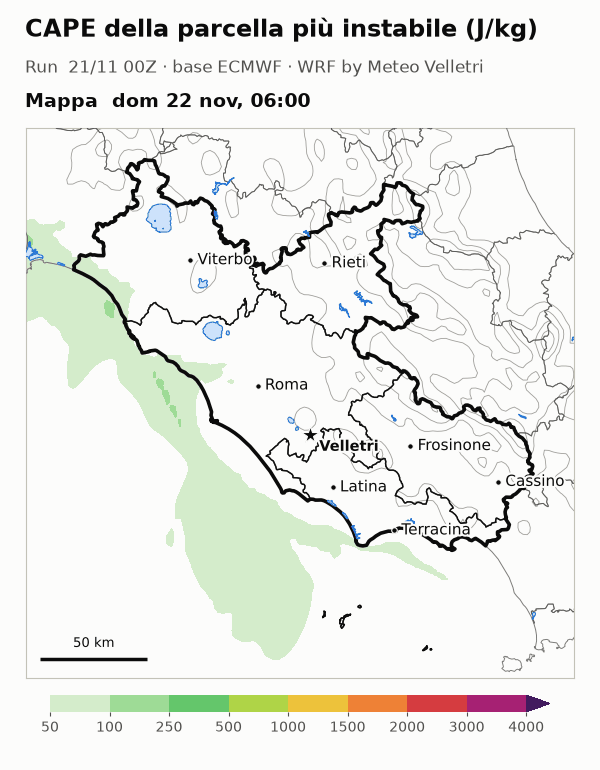 CAPE della parcella più instabile (J/kg)
Run  21/11 00Z · base ECMWF · WRF by Meteo Velletri
Mappa  dom 22 nov, 06:00
Viterbo
Rieti
Roma
Velletri
Frosinone
Cassino
Latina
Terracina
50 km
50 100 250 500 1000 1500 2000 3000 4000